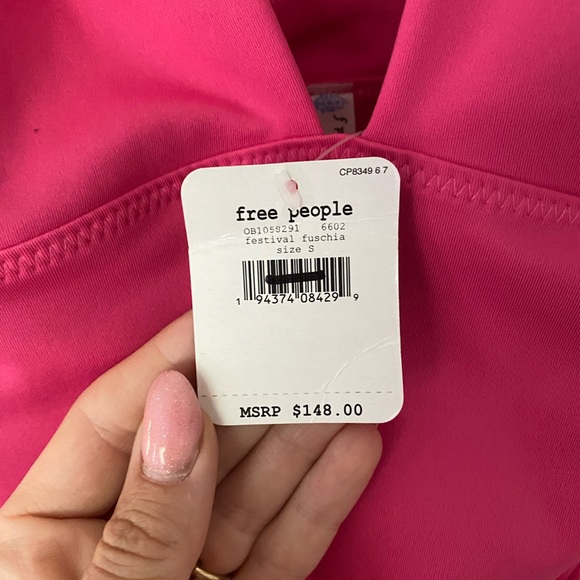 CP8349 6 7
free people
OB1059291 6602
festival fuschia
size S
1 94374 08429 9
MSRP $148.00